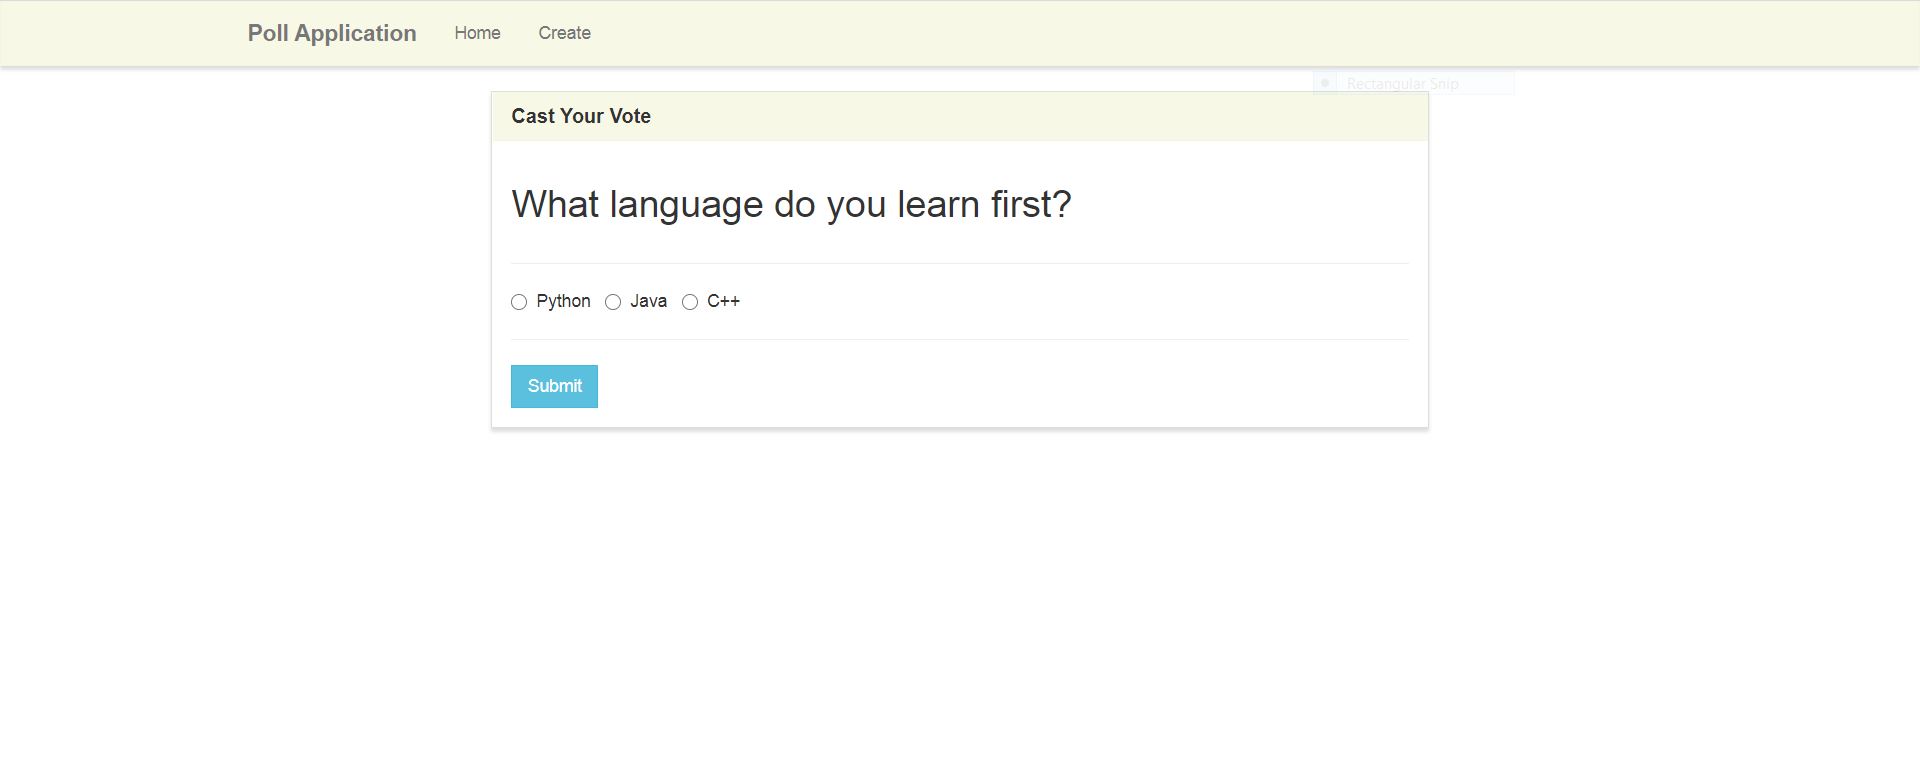 Poll Application Home Create
Rectangular Snip
Cast Your Vote
What language do you learn first?
Python Java C++
Submit